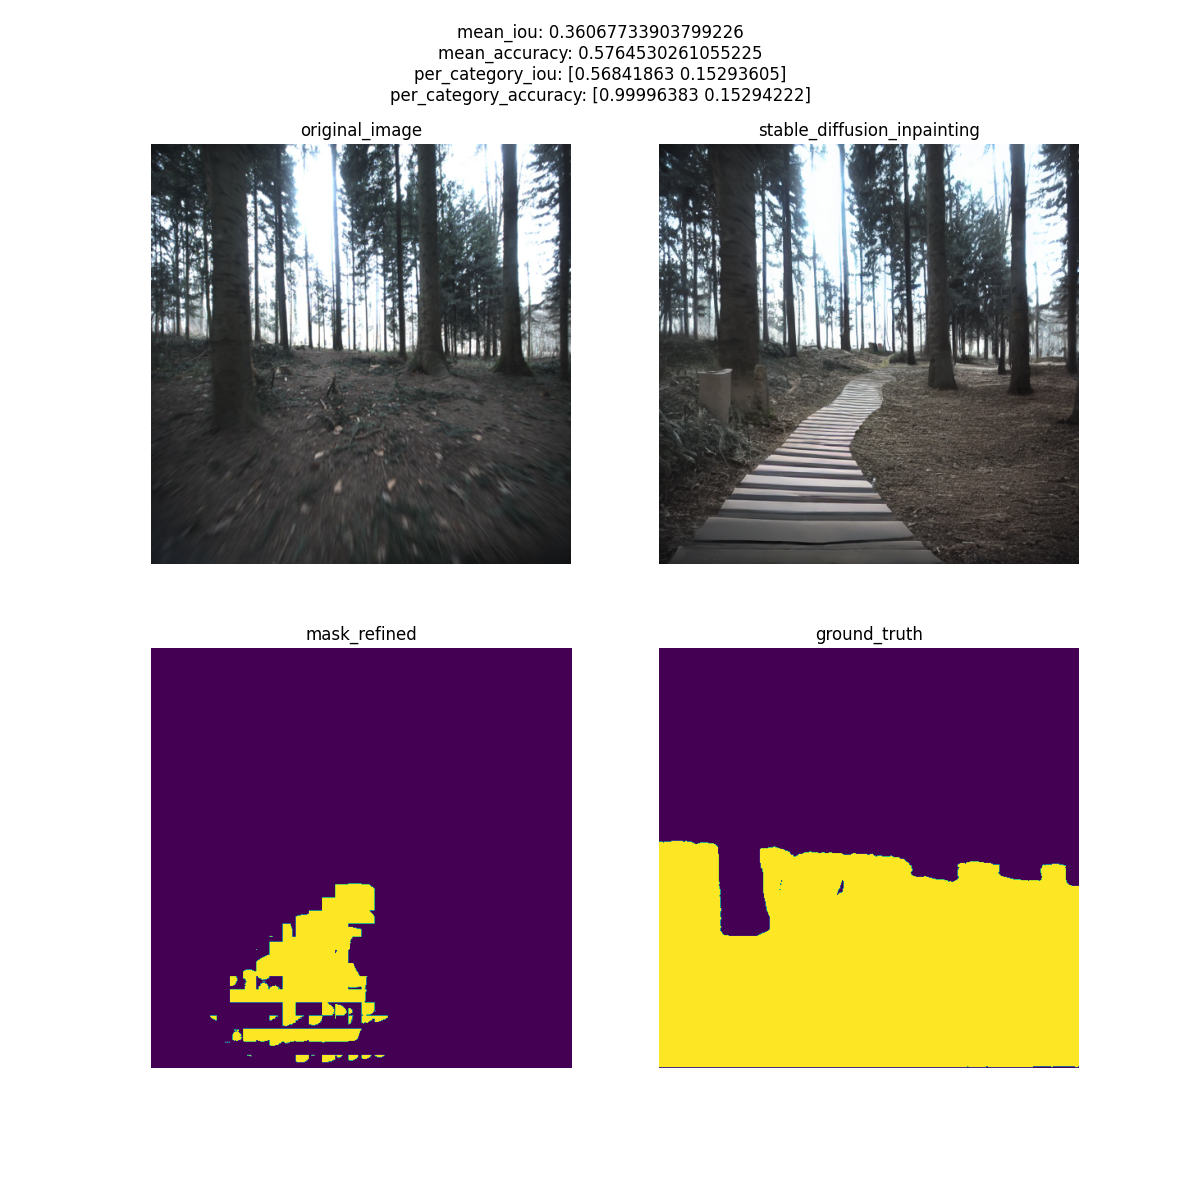 mean_iou: 0.36067733903799226
mean_accuracy: 0.5764530261055225
per_category_iou: [0.56841863 0.15293605]
per_category_accuracy: [0.99996383 0.15294222]
original_image
stable_diffusion_inpainting
mask_refined
ground_truth